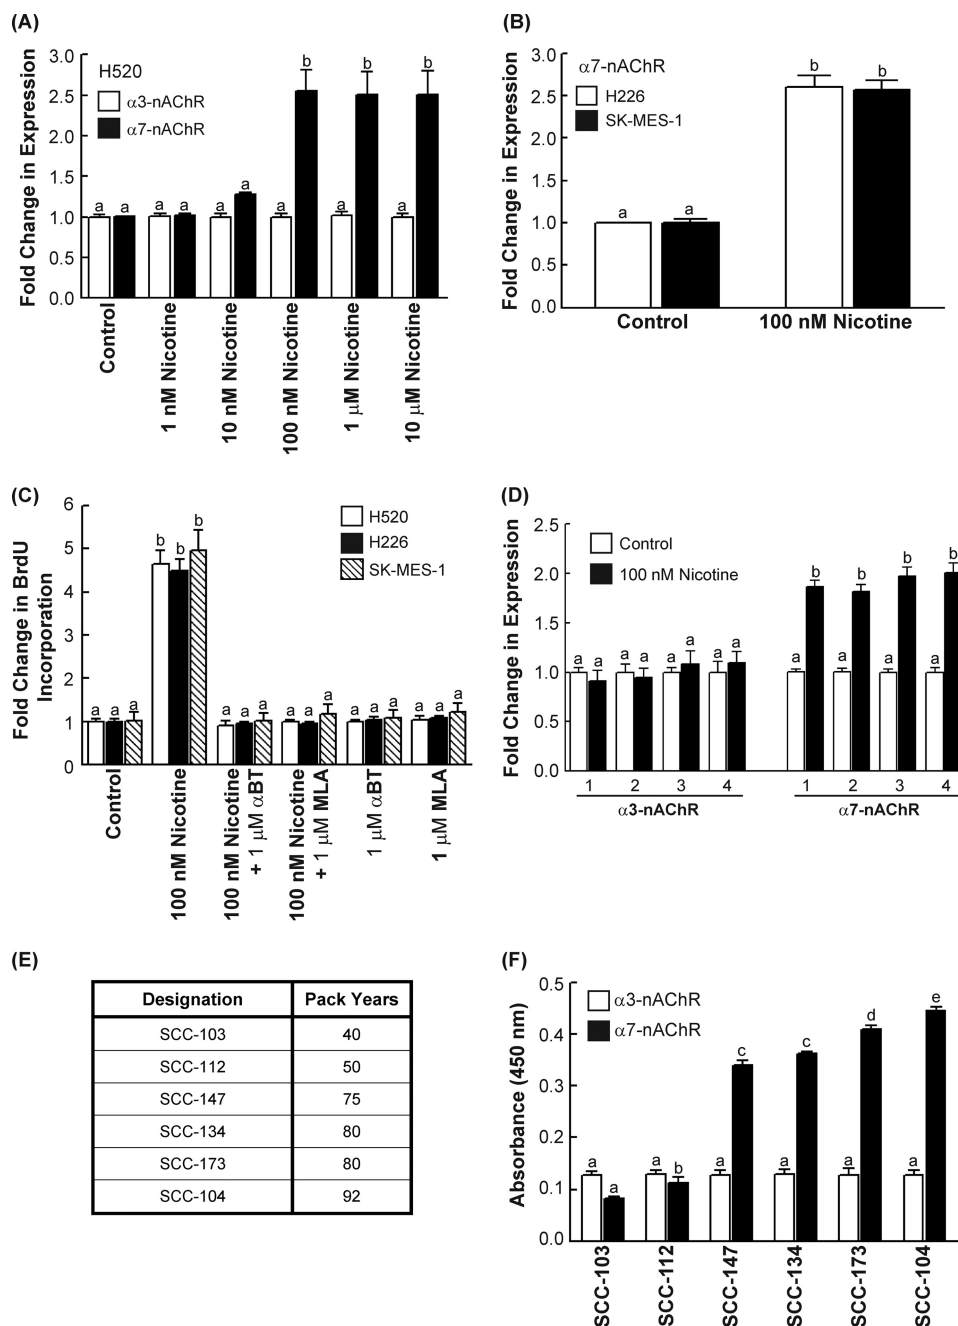 (A)
Fold Change in Expression
3.0
2.5
2.0
1.5
1.0
0.5
0.0
H520
α3-nAChR
α7-nAChR
a a a a a a a b a b a b
Control
1 nM Nicotine
10 nM Nicotine
100 nM Nicotine
1 μM Nicotine
10 μM Nicotine
(B)
Fold Change in Expression
3.0
2.5
2.0
1.5
1.0
0.5
0.0
α7-nAChR
H226
SK-MES-1
a a b b
Control
100 nM Nicotine
(C)
Fold Change in BrdU
Incorporation
6
5
4
3
2
1
0
H520
H226
SK-MES-1
a a a b b b a a a a a a a a a a a a
Control
100 nM Nicotine
100 nM Nicotine
+ 1 μM αBT
100 nM Nicotine
+ 1 μM MLA
1 μM αBT
1 μM MLA
(D)
Fold Change in Expression
2.5
2.0
1.5
1.0
0.5
0.0
Control
100 nM Nicotine
a a a a a a a a a b a b a b a b
1 2 3 4 1 2 3 4
α3-nAChR
α7-nAChR
(E)
Designation Pack Years
SCC-103 40
SCC-112 50
SCC-147 75
SCC-134 80
SCC-173 80
SCC-104 92
(F)
Absorbance (450 nm)
0.5
0.4
0.3
0.2
0.1
0.0
α3-nAChR
α7-nAChR
a a a b a c a c a d a e
SCC-103
SCC-112
SCC-147
SCC-134
SCC-173
SCC-104